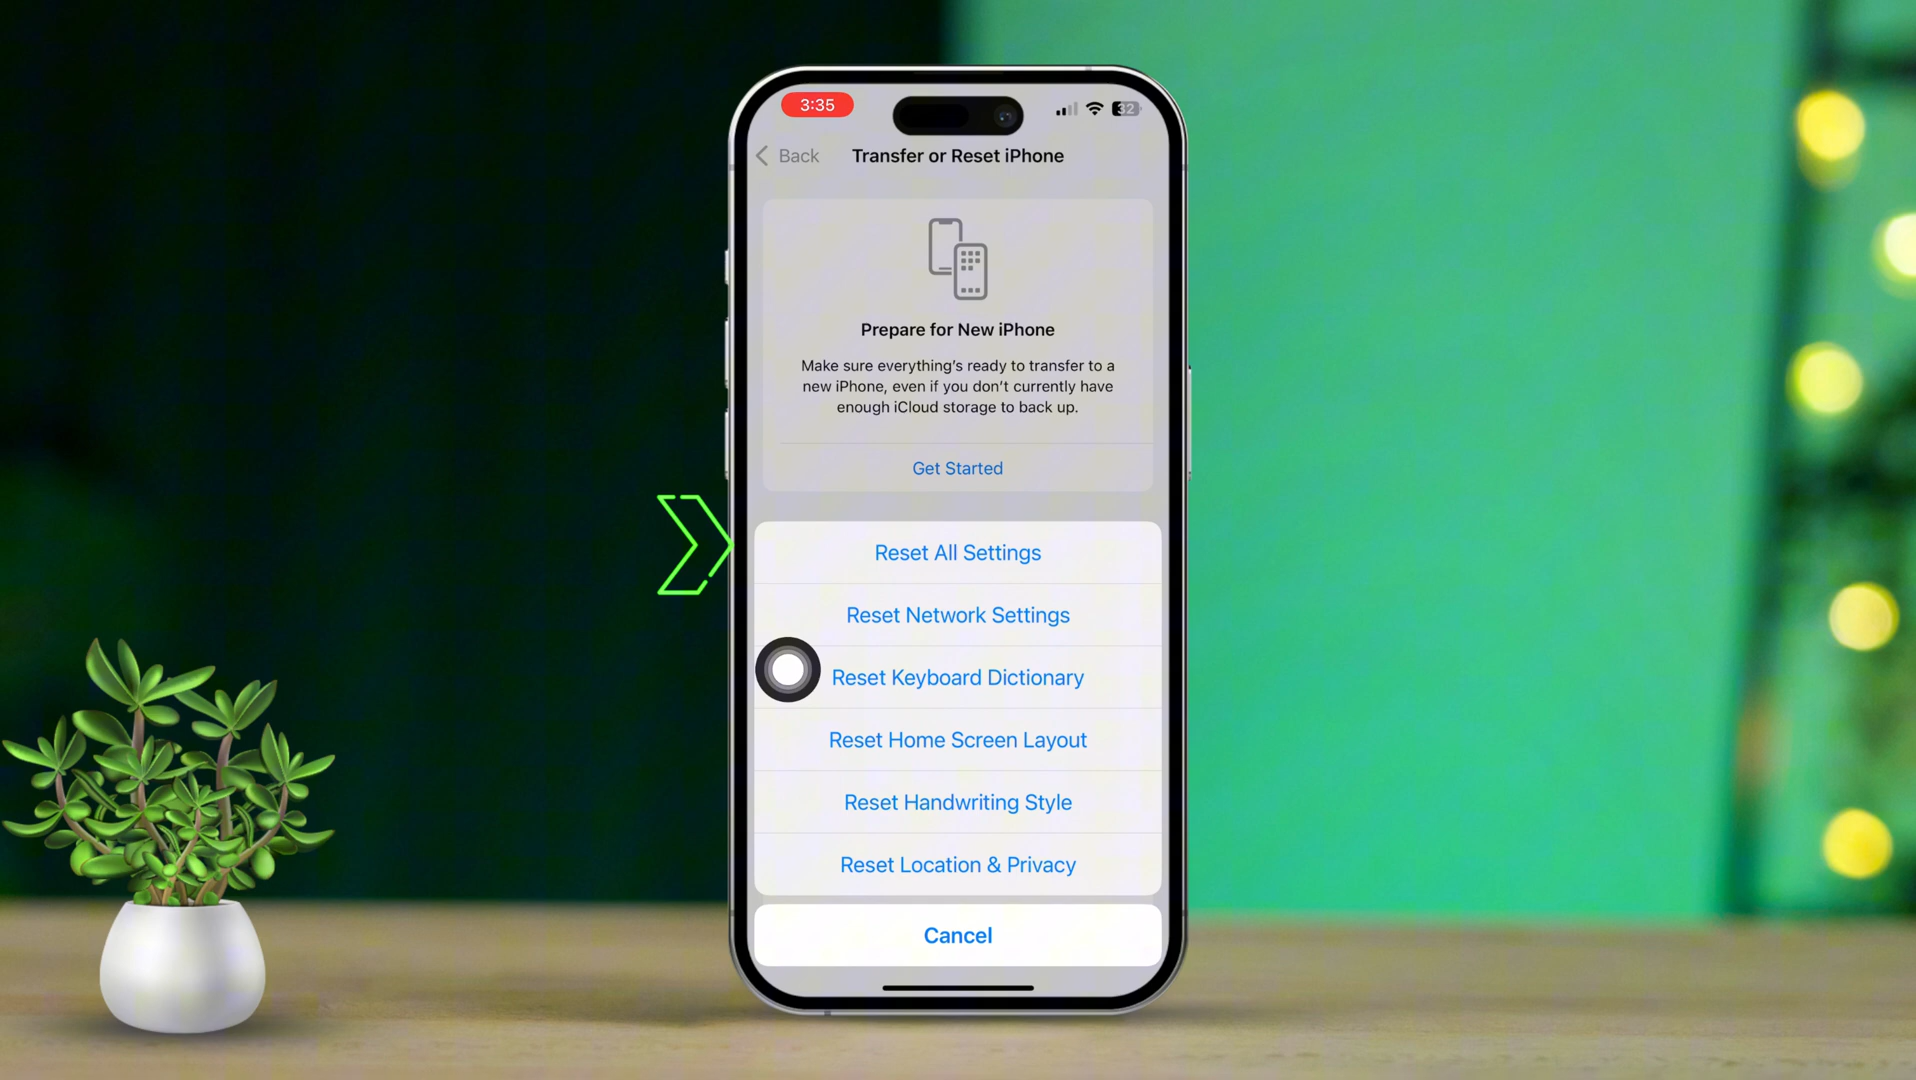 3:35
32
Back
Transfer or Reset iPhone
Prepare for New iPhone
Make sure everything's ready to transfer to a
new iPhone, even if you don't currently have
enough iCloud storage to back up.
Get Started
Reset All Settings
Reset Network Settings
Reset Keyboard Dictionary
Reset Home Screen Layout
Reset Handwriting Style
Reset Location & Privacy
Cancel